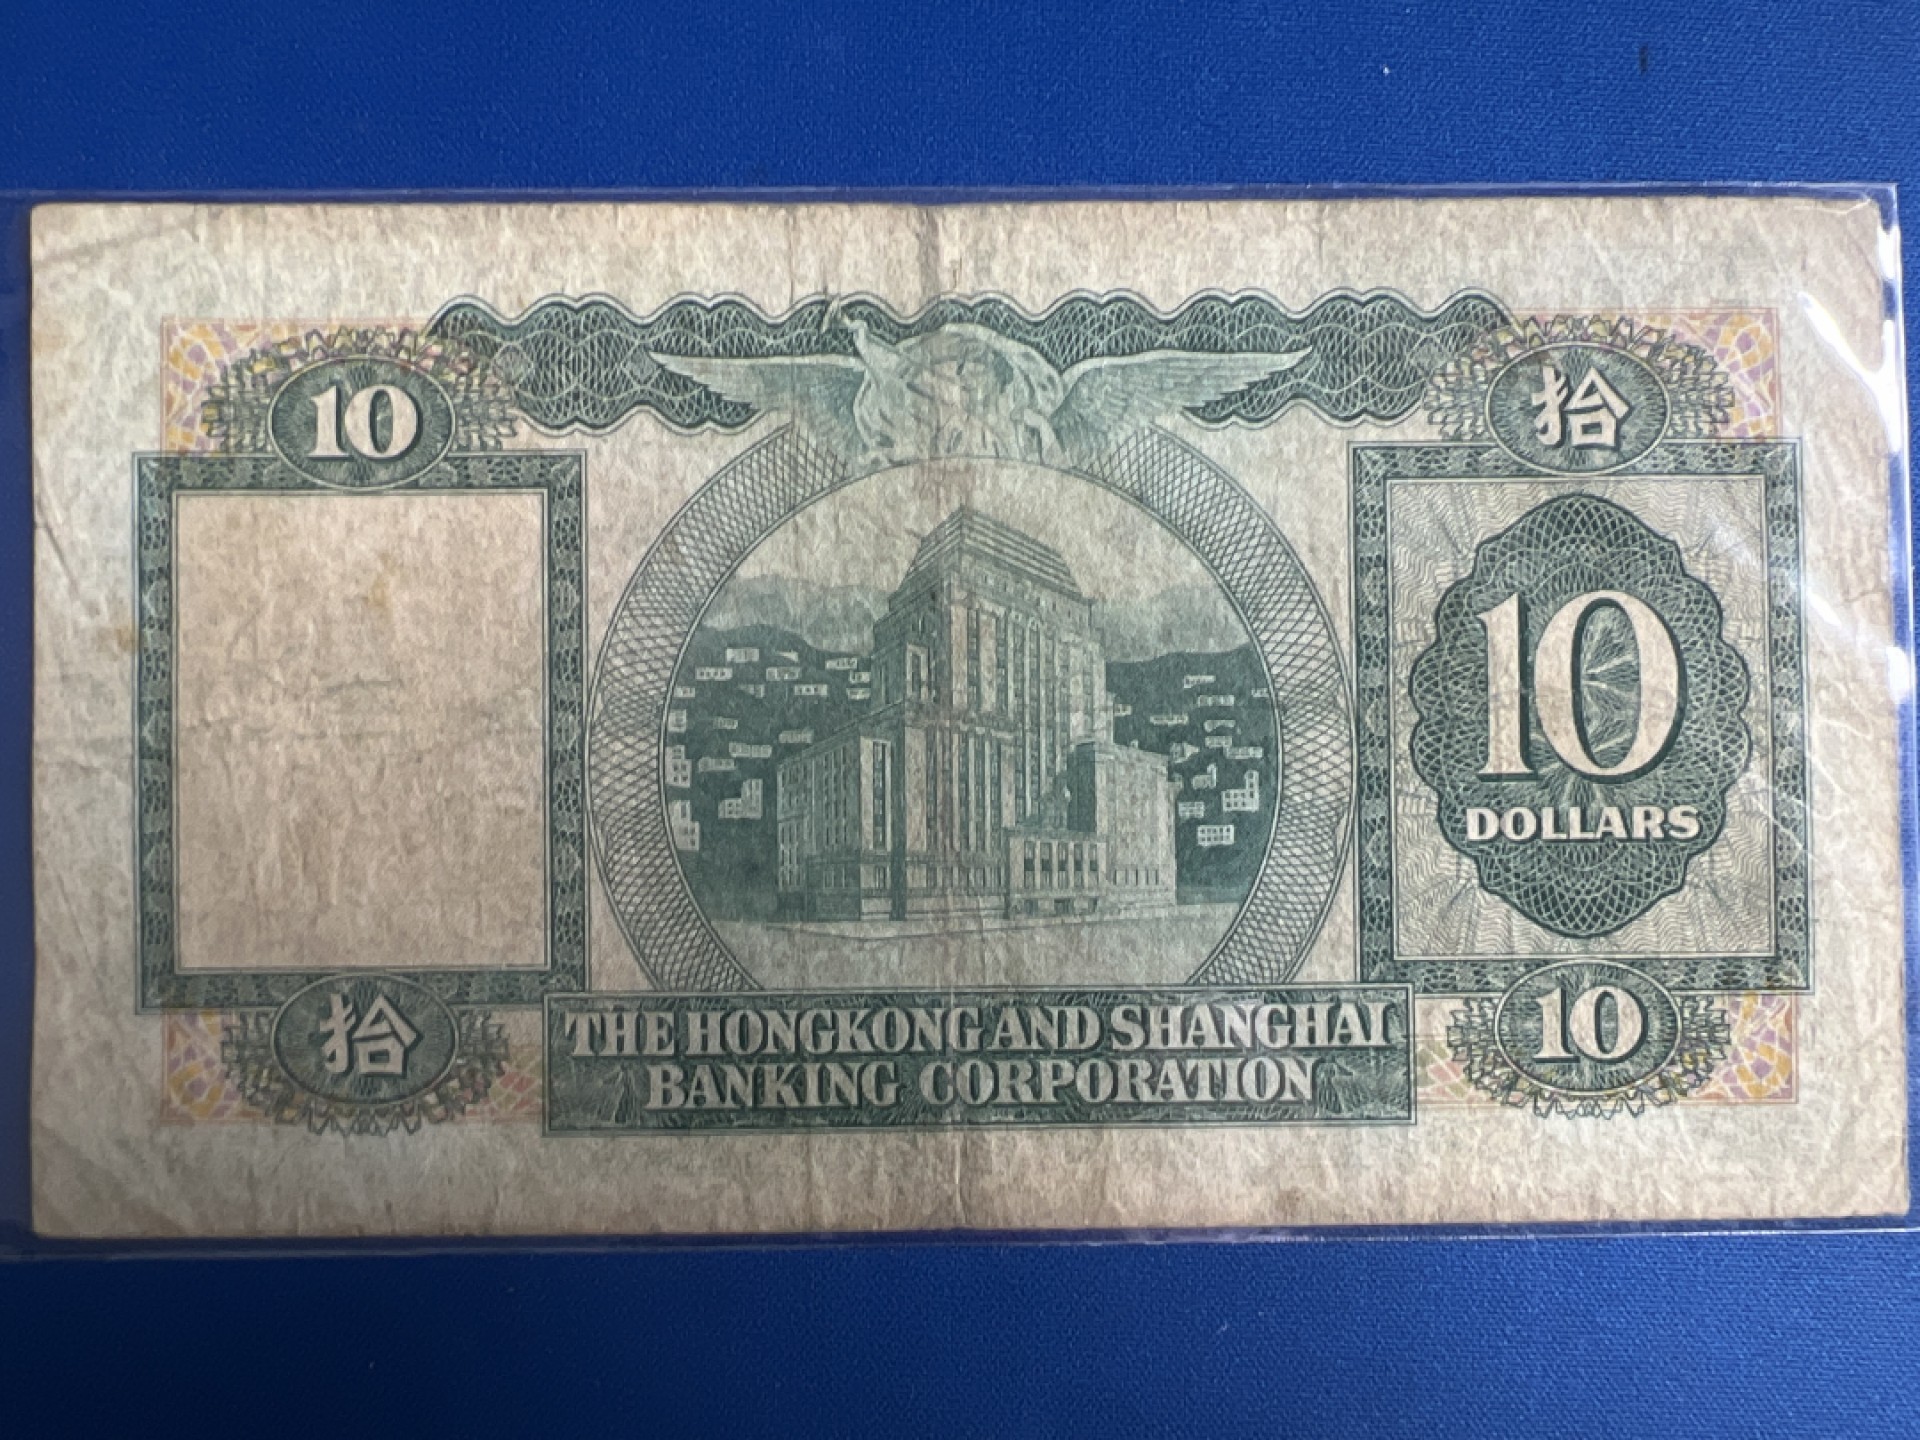 10
拾
10
DOLLARS
拾
THE HONGKONG AND SHANGHAI
BANKING CORPORATION
10